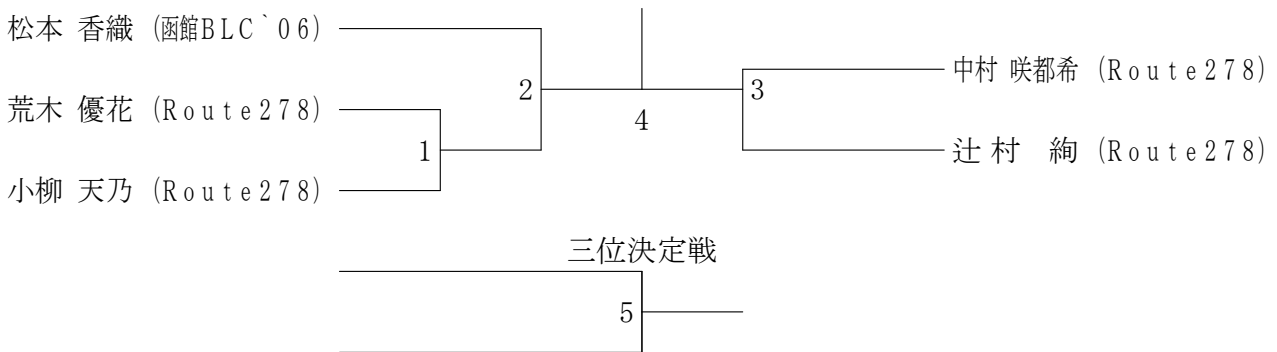 松本 香織 (函館BLC`06)
荒木 優花 (Route278)
小柳 天乃 (Route278)
1
2
4
3
中村 咲都希 (Route278)
辻村 絢 (Route278)
三位決定戦
5